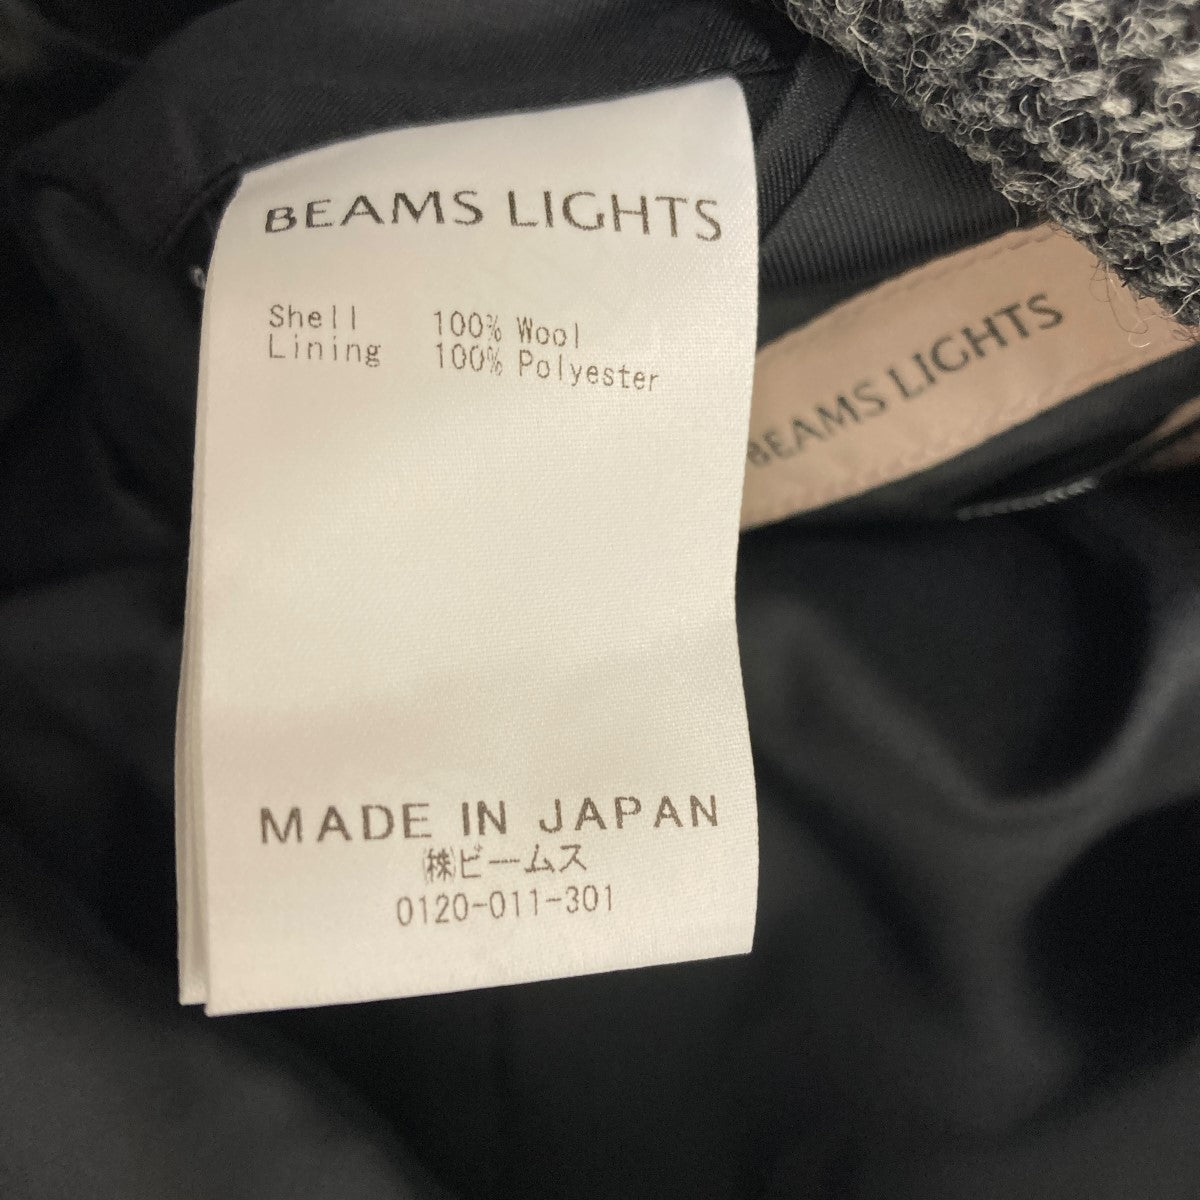 BEAMS LIGHTS
Shell 100% Wool
Lining 100% Polyester
BEAMS LIGHTS
MADE IN JAPAN
㈱ビームス
0120-011-301